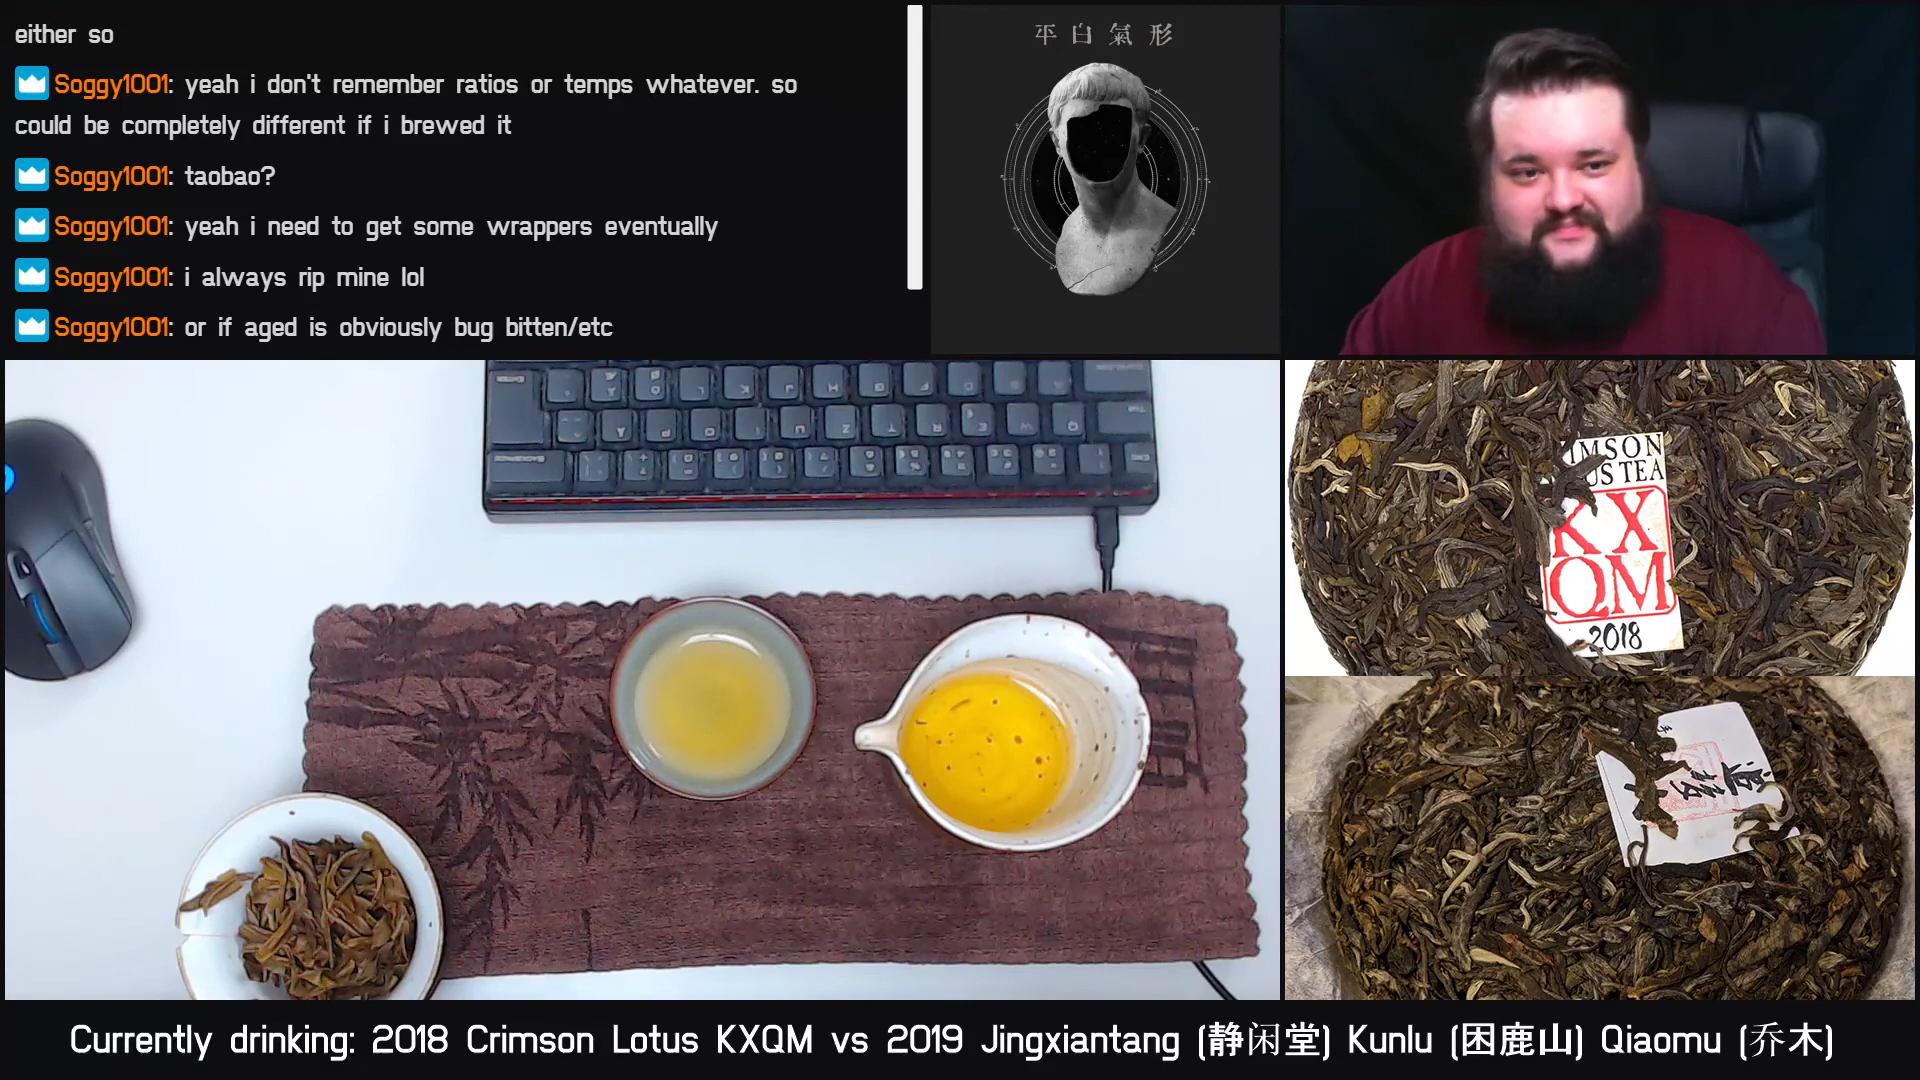 either so
Soggy1001: yeah i don't remember ratios or temps whatever. so
could be completely different if i brewed it
Soggy1001: taobao?
Soggy1001: yeah i need to get some wrappers eventually
Soggy1001: i always rip mine lol
Soggy1001: or if aged is obviously bug bitten/etc
平白氣形
IMSON
US TEA
KX
QM
2018
Currently drinking: 2018 Crimson Lotus KXQM vs 2019 Jingxiantang (静闲堂) Kunlu (困鹿山) Qiaomu (乔木)